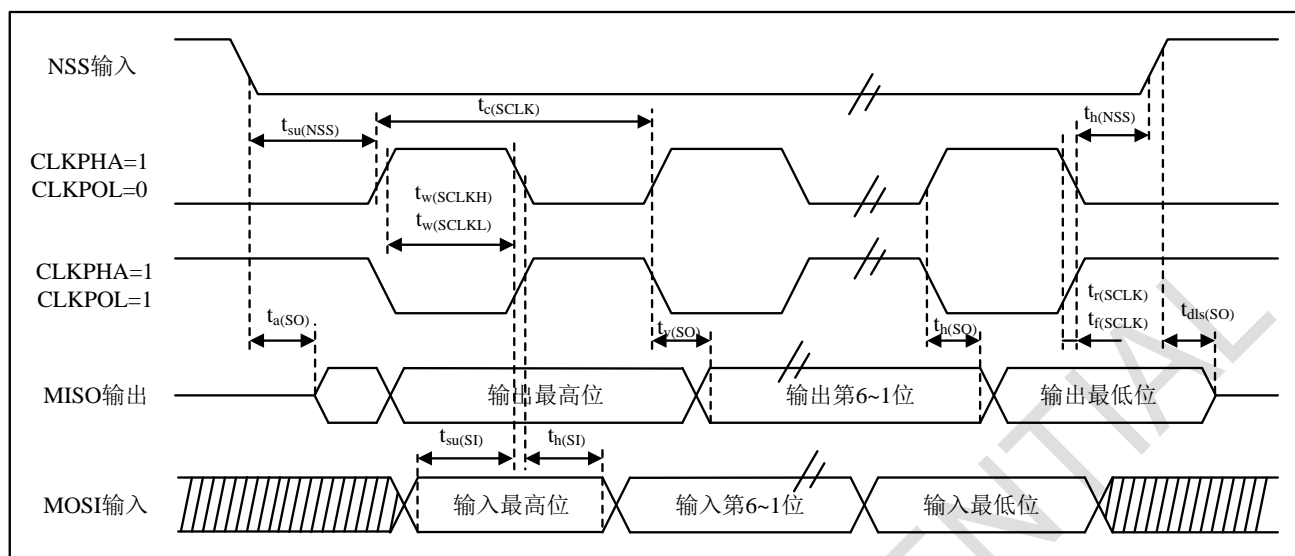 NSS输入
tc(SCLK)
tsu(NSS)
th(NSS)
CLKPHA=1
CLKPOL=0
tw(SCLKH)
tw(SCLKL)
CLKPHA=1
CLKPOL=1
ta(SO)
tv(SO)
th(SO)
tr(SCLK)
tf(SCLK)
tdls(SO)
MISO输出
输出最高位
输出第6~1位
输出最低位
tsu(SI)
th(SI)
MOSI输入
输入最高位
输入第6~1位
输入最低位